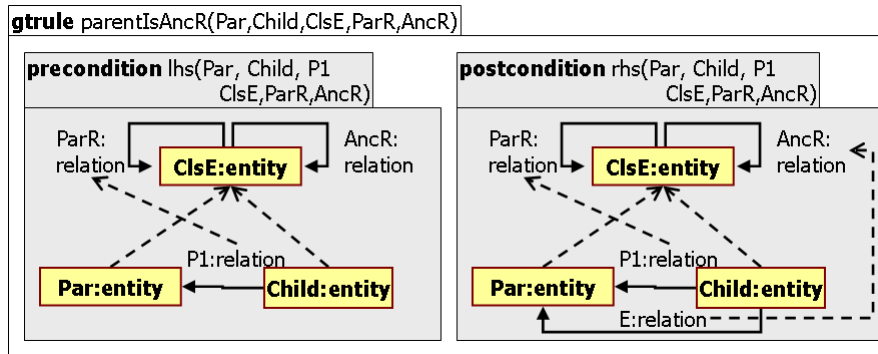 gtrule parentIsAncR(Par,Child,ClsE,ParR,AncR)
precondition lhs(Par, Child, P1
ClsE,ParR,AncR)
ParR:
relation
AncR:
relation
ClsE:entity
P1:relation
Par:entity
Child:entity
postcondition rhs(Par, Child, P1
ClsE,ParR,AncR)
ParR:
relation
AncR:
relation
ClsE:entity
P1:relation
Par:entity
Child:entity
E:relation